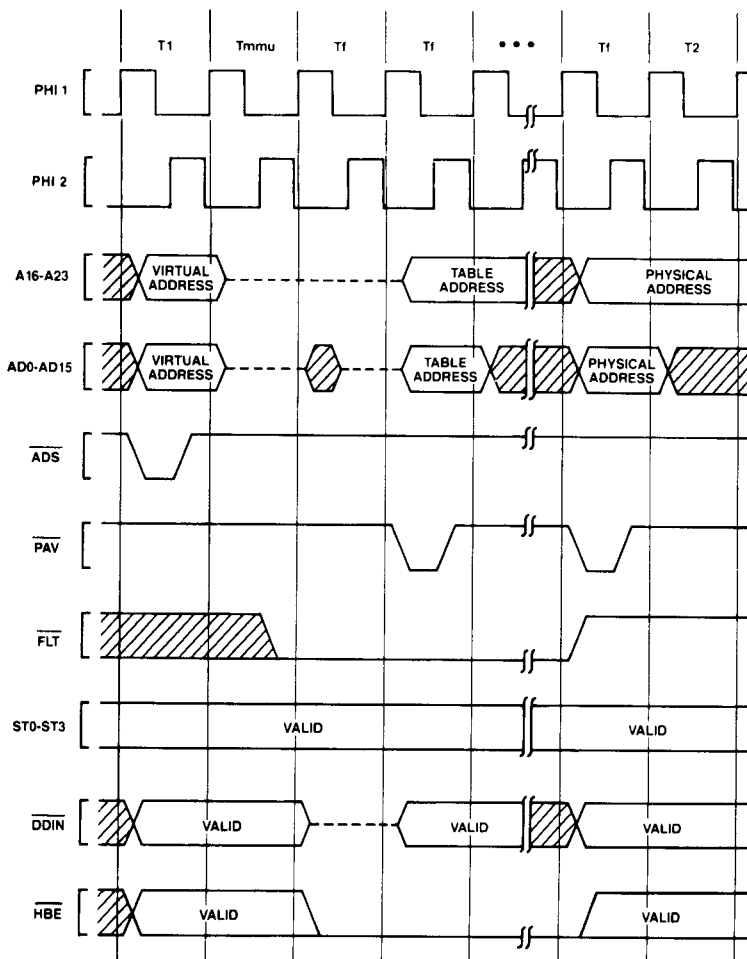 T1 Tmmu Tf Tf • • • Tf T2
PHI 1
PHI 2
A16-A23 VIRTUAL ADDRESS TABLE ADDRESS PHYSICAL ADDRESS
AD0-AD15 VIRTUAL ADDRESS TABLE ADDRESS PHYSICAL ADDRESS
ADS
PAV
FLT
ST0-ST3 VALID VALID
DDIN VALID VALID VALID
HBE VALID VALID